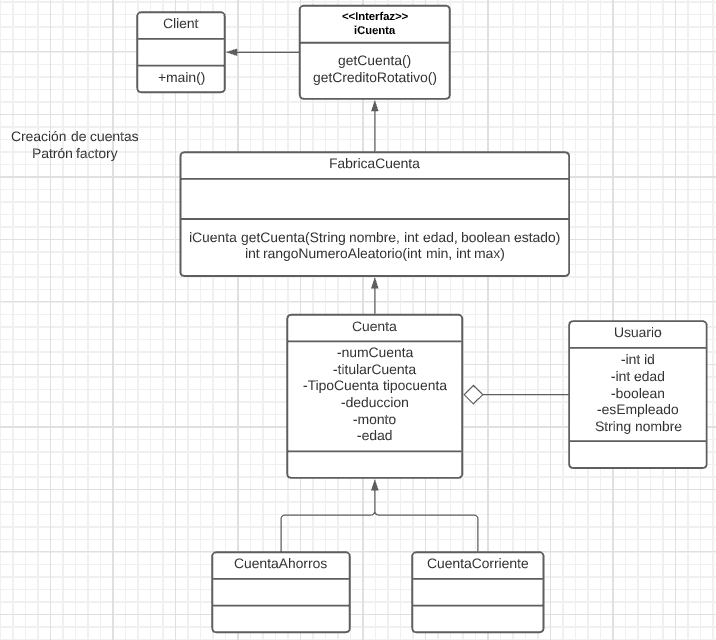 Client
+main()
<<Interfaz>>
iCuenta
getCuenta()
getCreditoRotativo()
Creación de cuentas
Patrón factory
FabricaCuenta
iCuenta getCuenta(String nombre, int edad, boolean estado)
int rangoNumeroAleatorio(int min, int max)
Cuenta
-numCuenta
-titularCuenta
-TipoCuenta tipocuenta
-deduccion
-monto
-edad
Usuario
-int id
-int edad
-boolean
-esEmpleado
String nombre
CuentaAhorros
CuentaCorriente